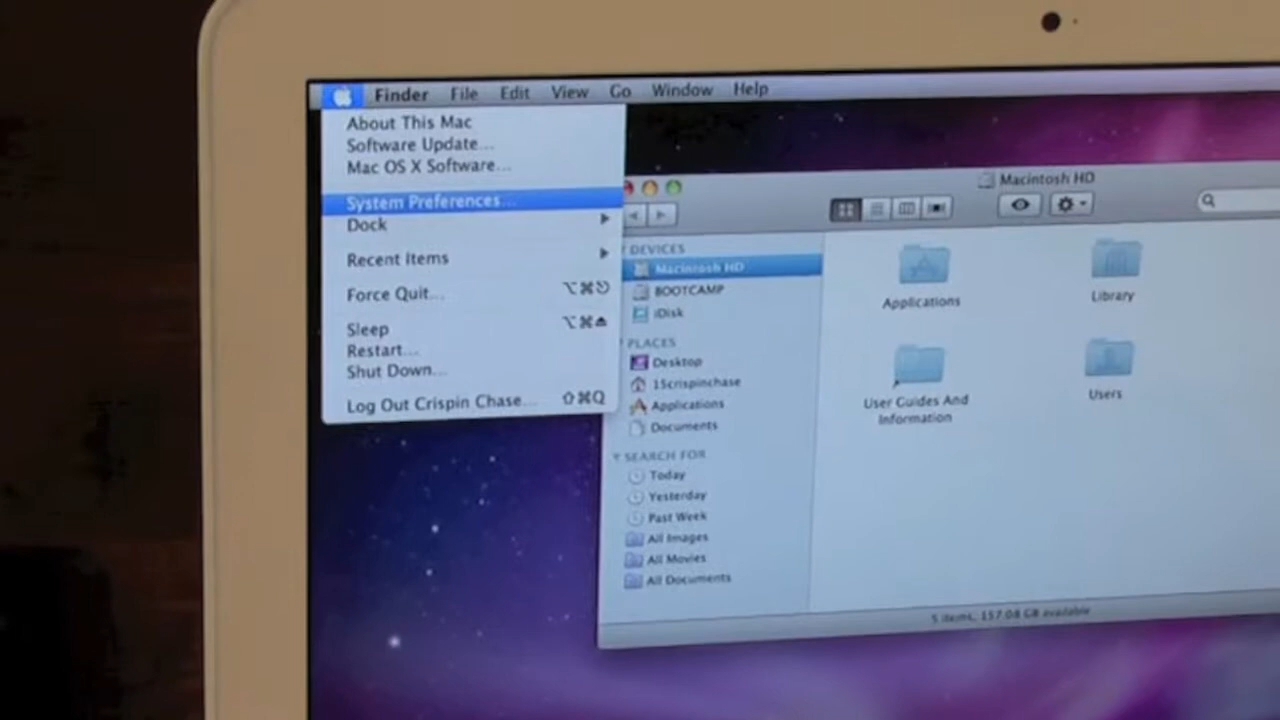 Finder File Edit View Go Window Help
About This Mac
Software Update...
Mac OS X Software...
System Preferences...
Dock
Recent Items
Force Quit... ⌥⌘⎋
Sleep ⌥⌘⏏
Restart...
Shut Down...
Log Out Crispin Chase... ⇧⌘Q
Macintosh HD
DEVICES
Macintosh HD
BOOTCAMP
iDisk
PLACES
Desktop
15crispinchase
Applications
Documents
SEARCH FOR
Today
Yesterday
Past Week
All Images
All Movies
All Documents
Applications
Library
User Guides And
Information
Users
5 items, 157.08 GB available